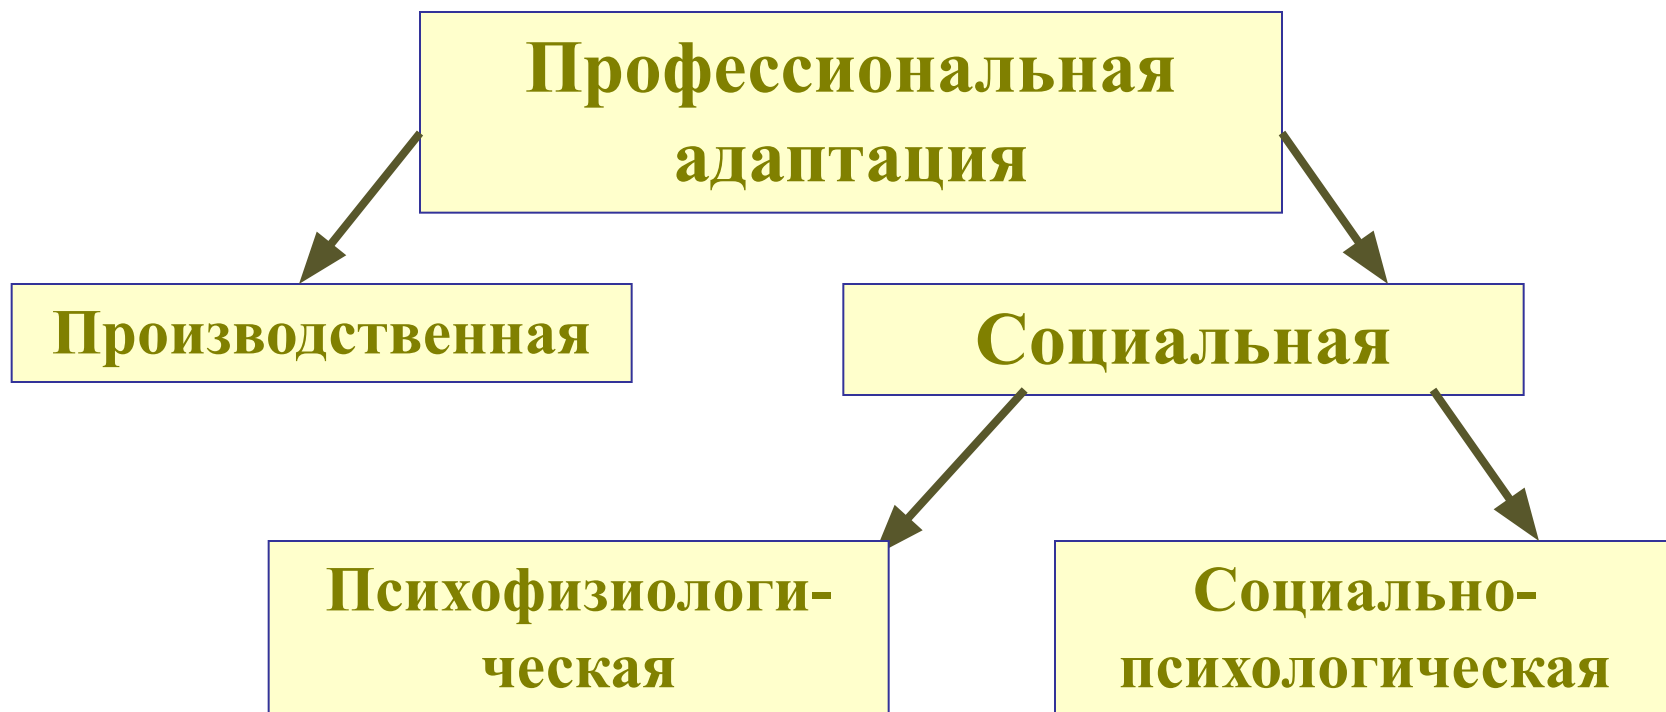 Профессиональная
адаптация
Производственная
Социальная
Психофизиологи-
ческая
Социально-
психологическая